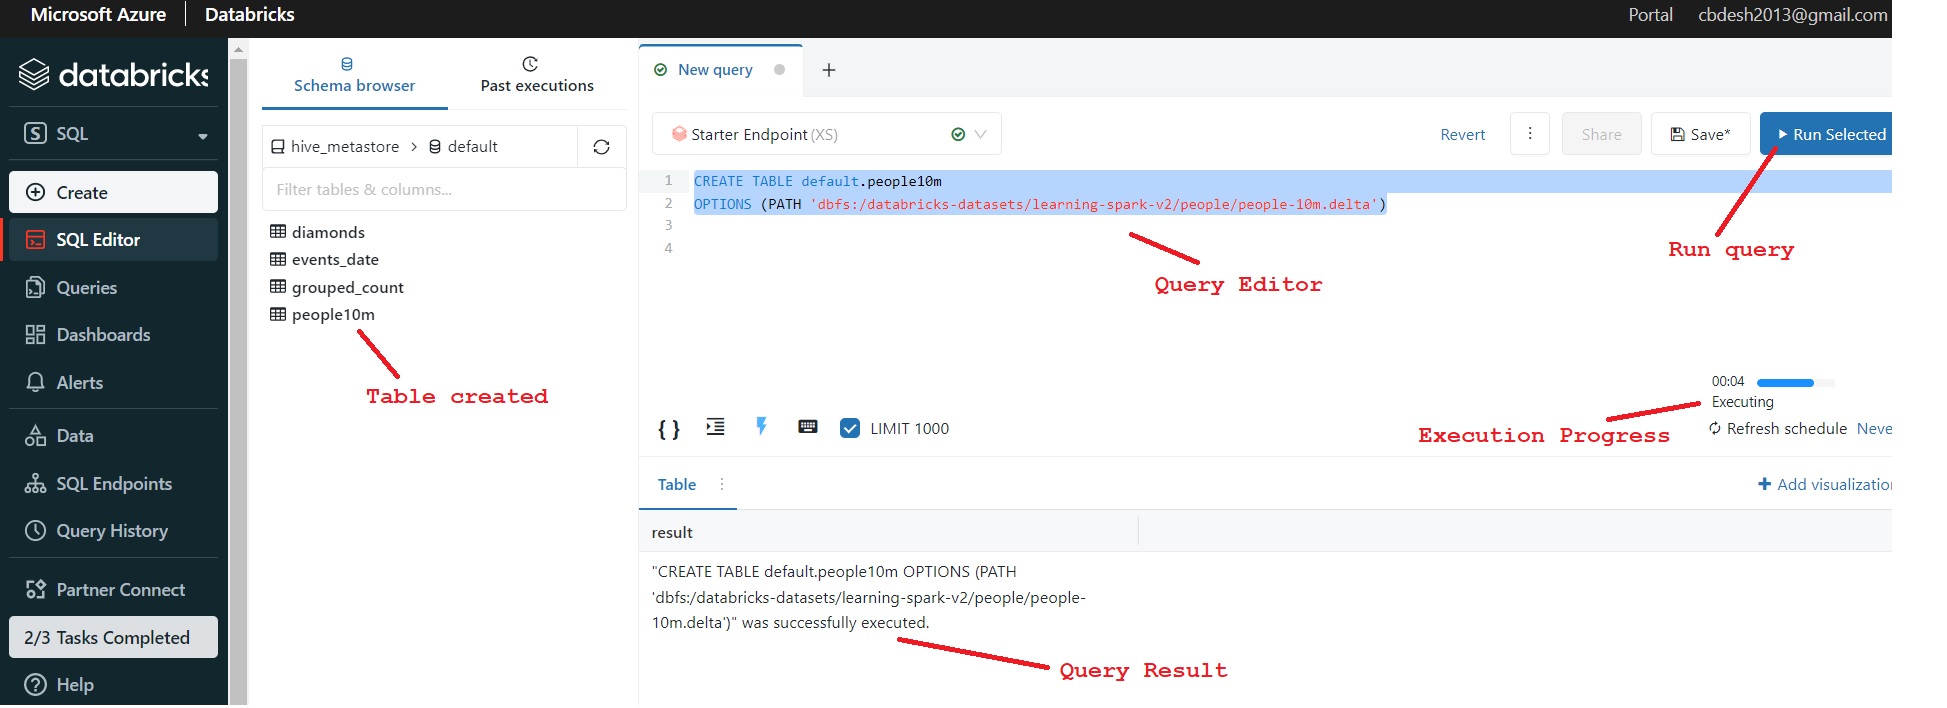 Microsoft Azure Databricks Portal cbdesh2013@gmail.com
databricks
SQL
Create
SQL Editor
Queries
Dashboards
Alerts
Data
SQL Endpoints
Query History
Partner Connect
2/3 Tasks Completed
Help
Schema browser Past executions
hive_metastore > default
Filter tables & columns...
diamonds
events_date
grouped_count
people10m
Table created
New query +
Starter Endpoint (XS) Revert Share Save* Run Selected
1 CREATE TABLE default.people10m
2 OPTIONS (PATH 'dbfs:/databricks-datasets/learning-spark-v2/people/people-10m.delta')
3
4
Run query
Query Editor
00:04
Executing
Execution Progress
{ } LIMIT 1000 Refresh schedule Neve
Table + Add visualization
result
"CREATE TABLE default.people10m OPTIONS (PATH
'dbfs:/databricks-datasets/learning-spark-v2/people/people-
10m.delta')" was successfully executed.
Query Result